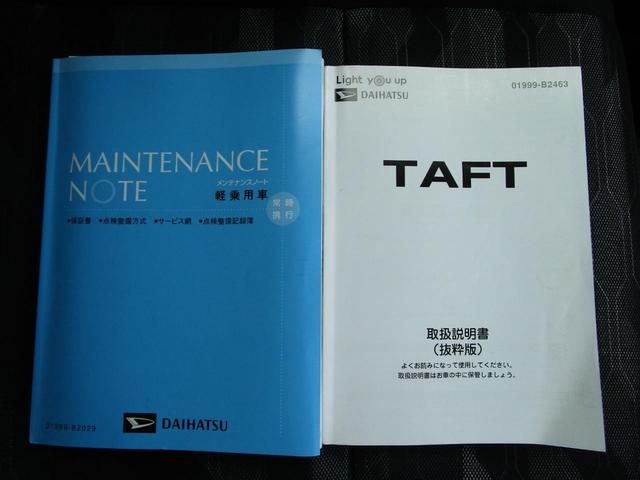 MAINTENANCE
NOTE
メンテナンスノート
軽乗用車
常時
携行
●保証書 ●点検整備方式 ●サービス網 ●点検整備記録簿
01999-B2029
DAIHATSU
Light you up
DAIHATSU
01999-B2463
TAFT
取扱説明書
（抜粋版）
よくお読みになって使用してください。
取扱説明書はお車の中に保管しましょう。